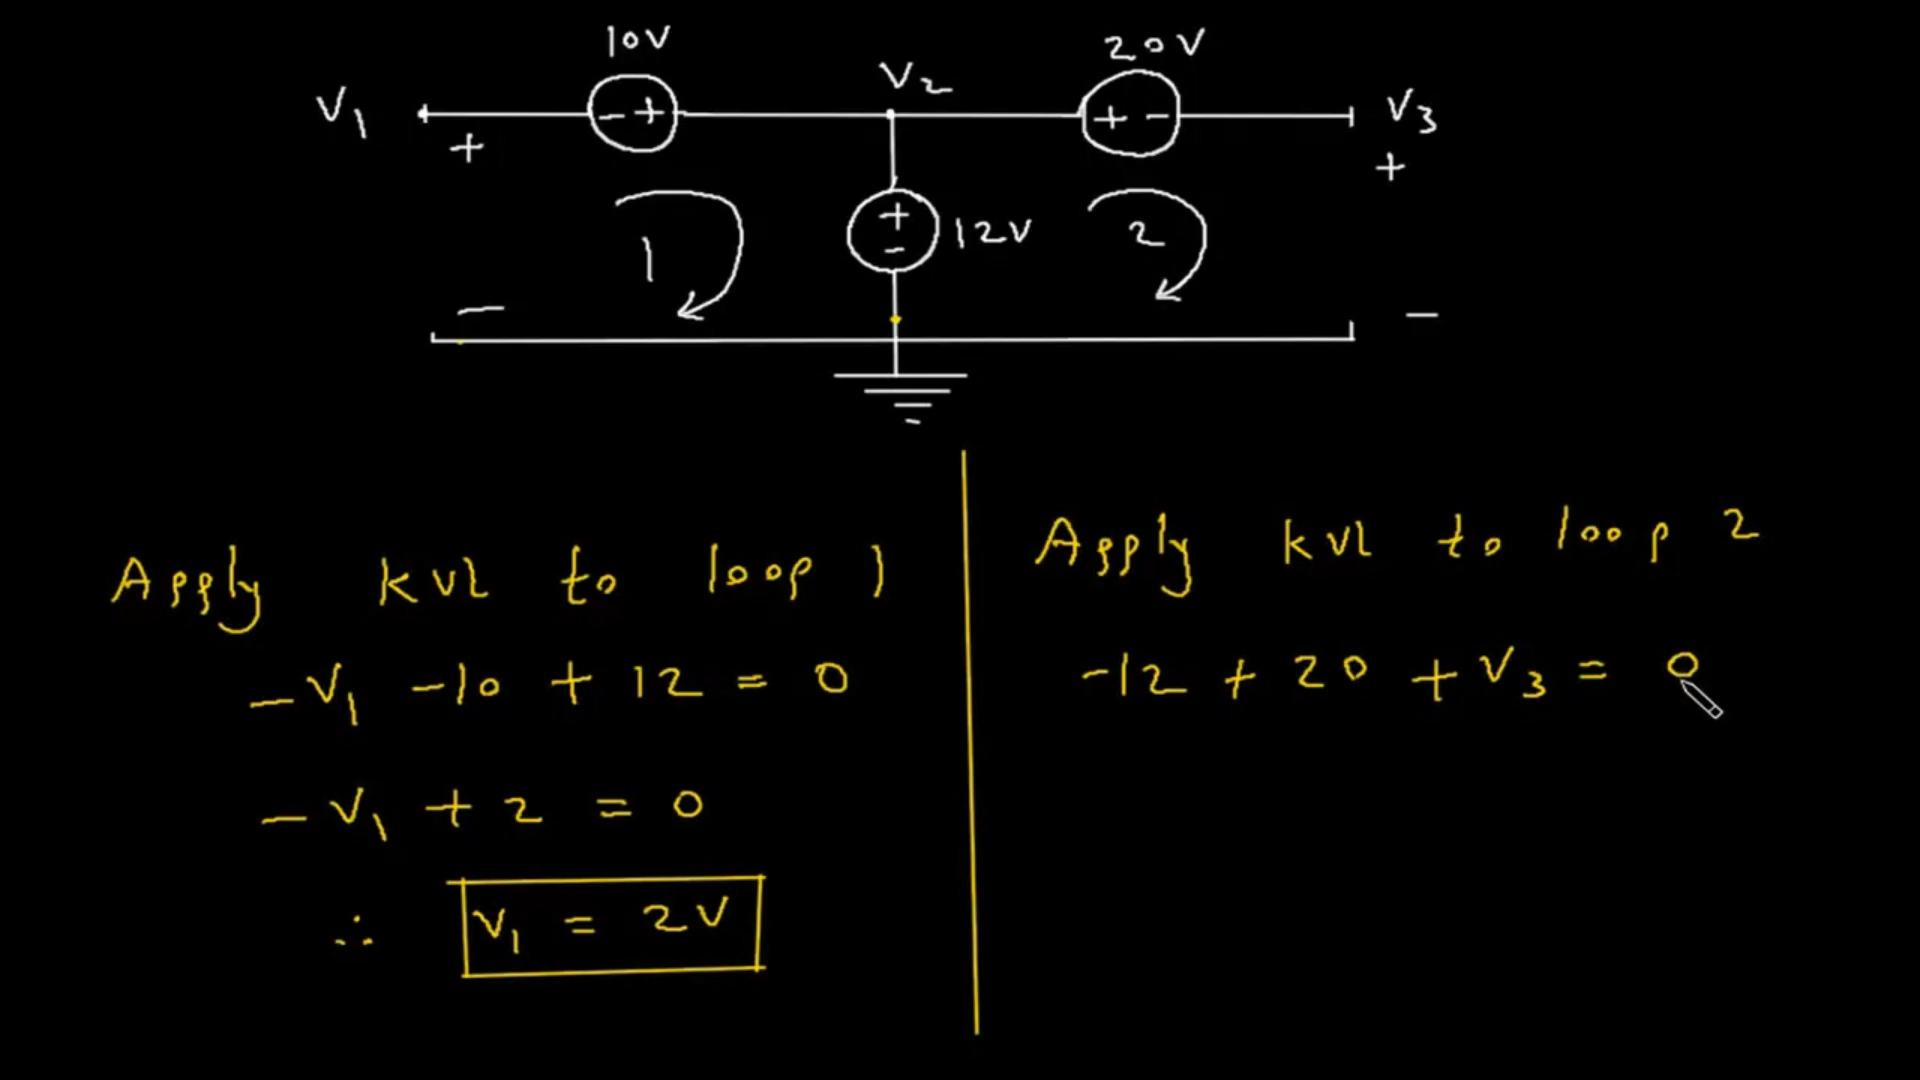 10V
20V
V1
- +
V2
+ -
V3
+
+
+
-
12V
1
2
-
-
Apply kvl to loop 1
-V1 -10 + 12 = 0
-V1 + 2 = 0
∴ V1 = 2V
Apply kvl to loop 2
-12 + 20 + V3 = 0